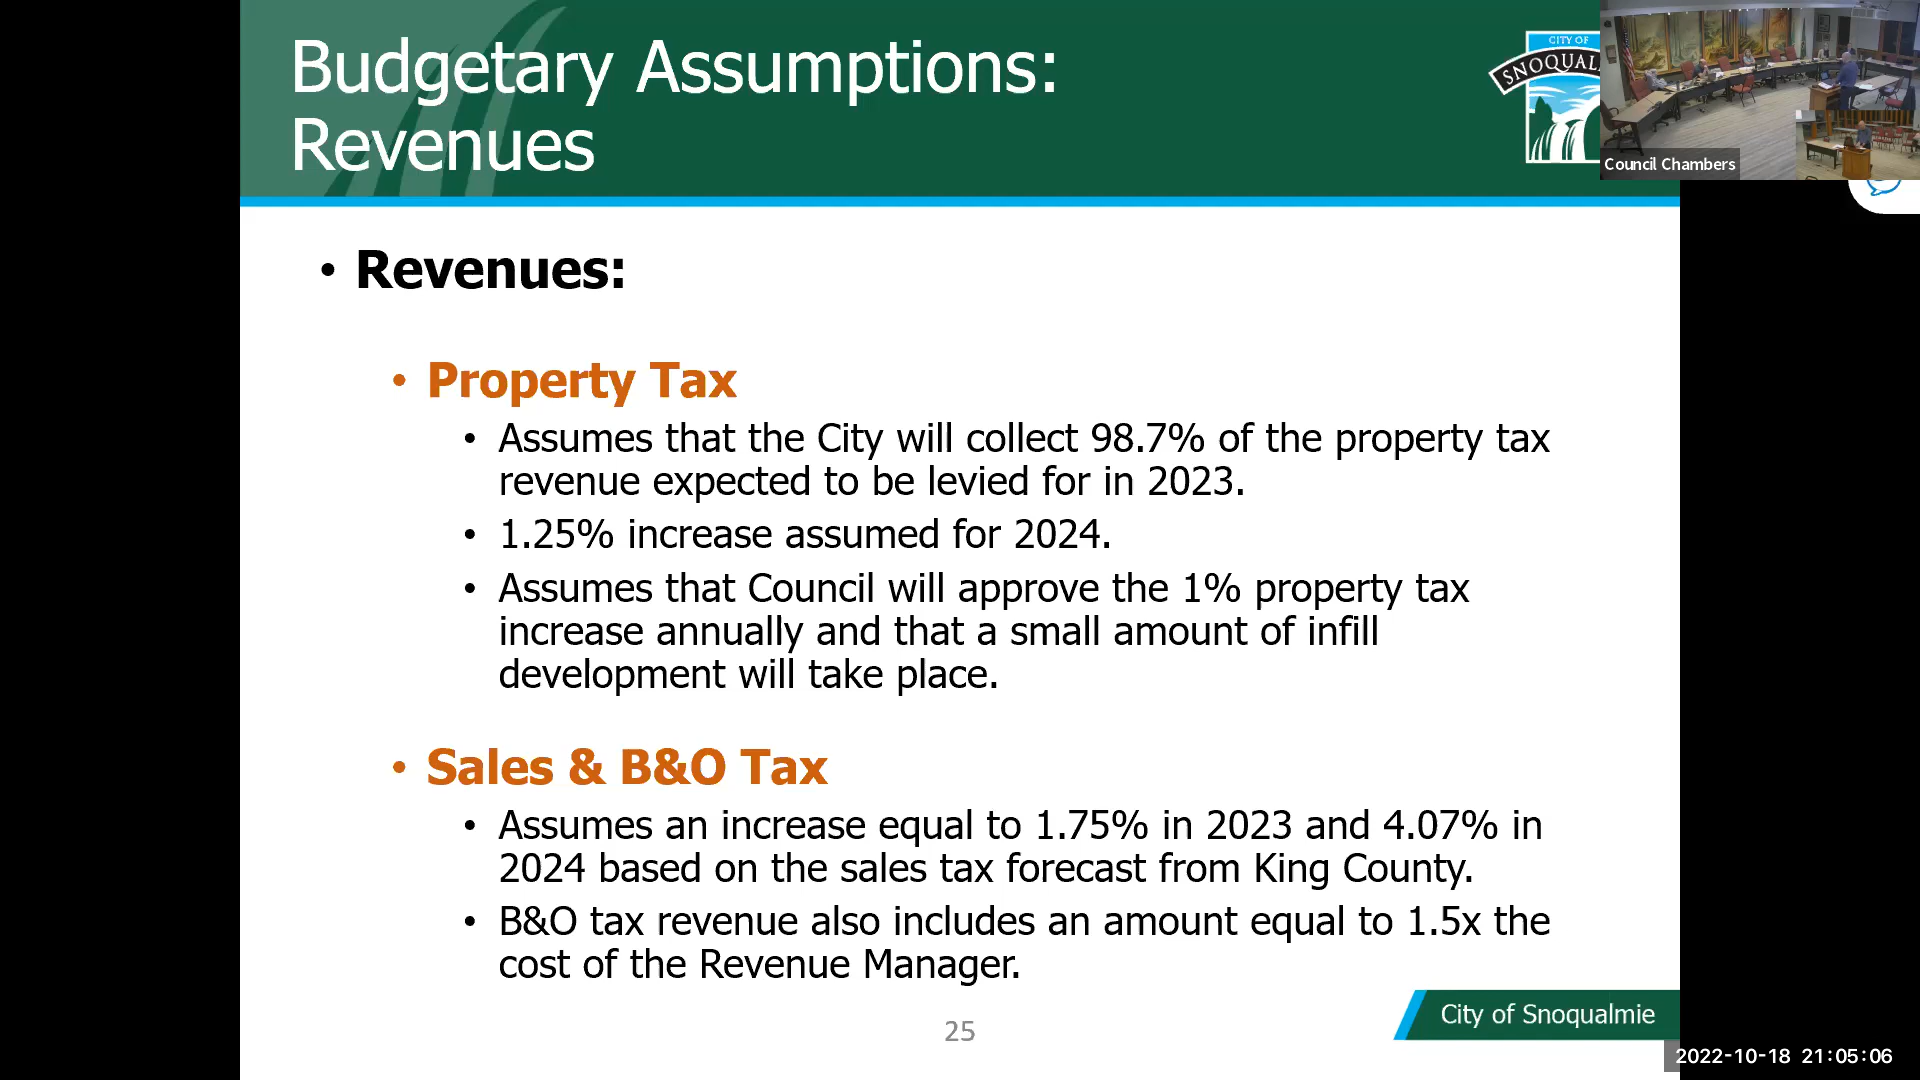 Budgetary Assumptions:
Revenues
CITY OF
Council Chambers
• Revenues:
• Property Tax
• Assumes that the City will collect 98.7% of the property tax
revenue expected to be levied for in 2023.
• 1.25% increase assumed for 2024.
• Assumes that Council will approve the 1% property tax
increase annually and that a small amount of infill
development will take place.
• Sales & B&O Tax
• Assumes an increase equal to 1.75% in 2023 and 4.07% in
2024 based on the sales tax forecast from King County.
• B&O tax revenue also includes an amount equal to 1.5x the
cost of the Revenue Manager.
25
City of Snoqualmie
2022-10-18 21:05:06